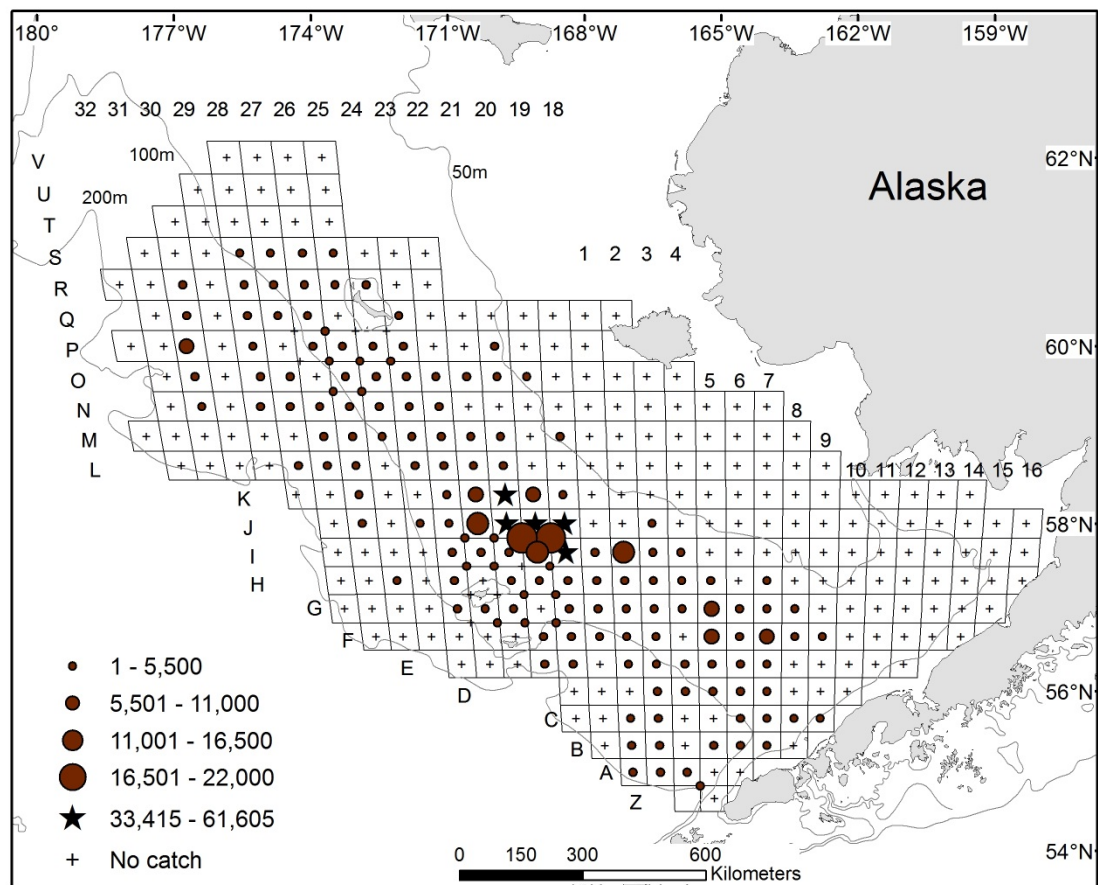 180° 177°W 174°W 171°W 168°W 165°W 162°W 159°W
32 31 30 29 28 27 26 25 24 23 22 21 20 19 18
V
100m
50m
62°N
Alaska
U
200m
T
S
1 2 3 4
R
Q
P
60°N
O
5 6 7
N
8
M
9
L
10 11 12 13 14 15 16
K
J
58°N
I
H
G
F
E
1 - 5,500
D
56°N
5,501 - 11,000
C
11,001 - 16,500
B
A
16,501 - 22,000
Z
33,415 - 61,605
No catch
54°N
0 150 300 600
Kilometers